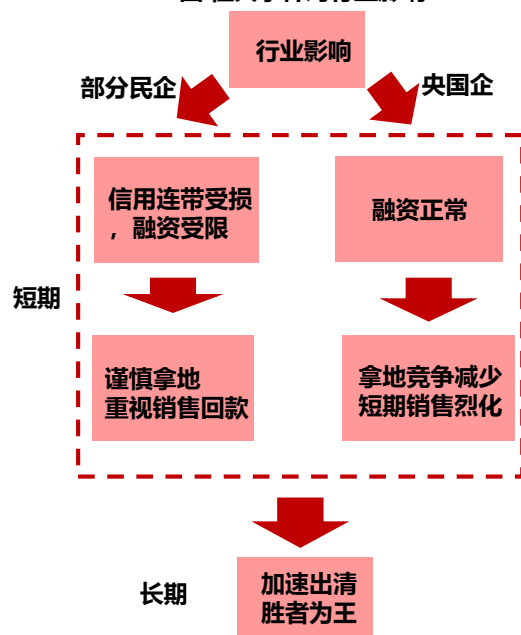 行业影响
部分民企
央国企
信用连带受损
，融资受限
融资正常
短期
谨慎拿地
重视销售回款
拿地竞争减少
短期销售烈化
长期
加速出清
胜者为王